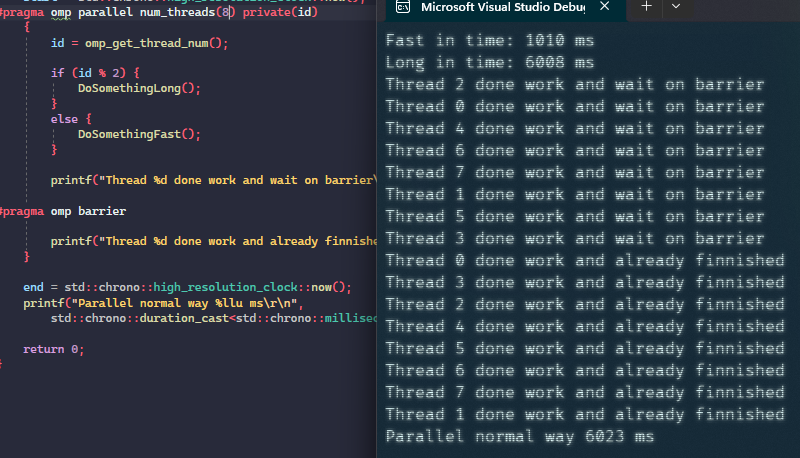 #pragma omp parallel num_threads(8) private(id)
{
id = omp_get_thread_num();
if (id % 2) {
DoSomethingLong();
}
else {
DoSomethingFast();
}
printf("Thread %d done work and wait on barrier\
#pragma omp barrier
printf("Thread %d done work and already finnishe
}
end = std::chrono::high_resolution_clock::now();
printf("Parallel normal way %llu ms\r\n",
std::chrono::duration_cast<std::chrono::millisec
return 0;
}
Microsoft Visual Studio Debug
Fast in time: 1010 ms
Long in time: 6008 ms
Thread 2 done work and wait on barrier
Thread 0 done work and wait on barrier
Thread 4 done work and wait on barrier
Thread 6 done work and wait on barrier
Thread 7 done work and wait on barrier
Thread 1 done work and wait on barrier
Thread 5 done work and wait on barrier
Thread 3 done work and wait on barrier
Thread 0 done work and already finnished
Thread 3 done work and already finnished
Thread 2 done work and already finnished
Thread 4 done work and already finnished
Thread 5 done work and already finnished
Thread 6 done work and already finnished
Thread 7 done work and already finnished
Thread 1 done work and already finnished
Parallel normal way 6023 ms